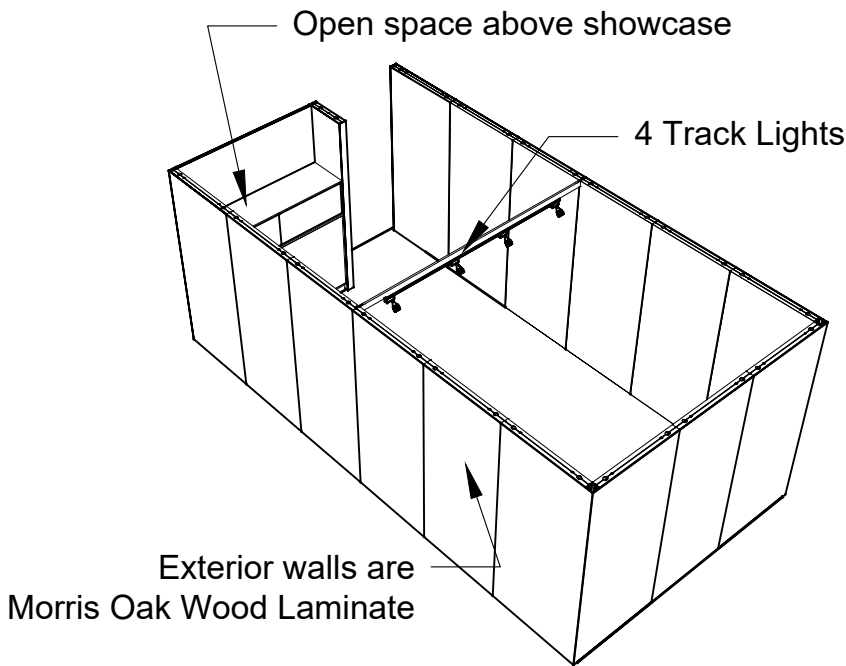 Open space above showcase
4 Track Lights
Exterior walls are
Morris Oak Wood Laminate